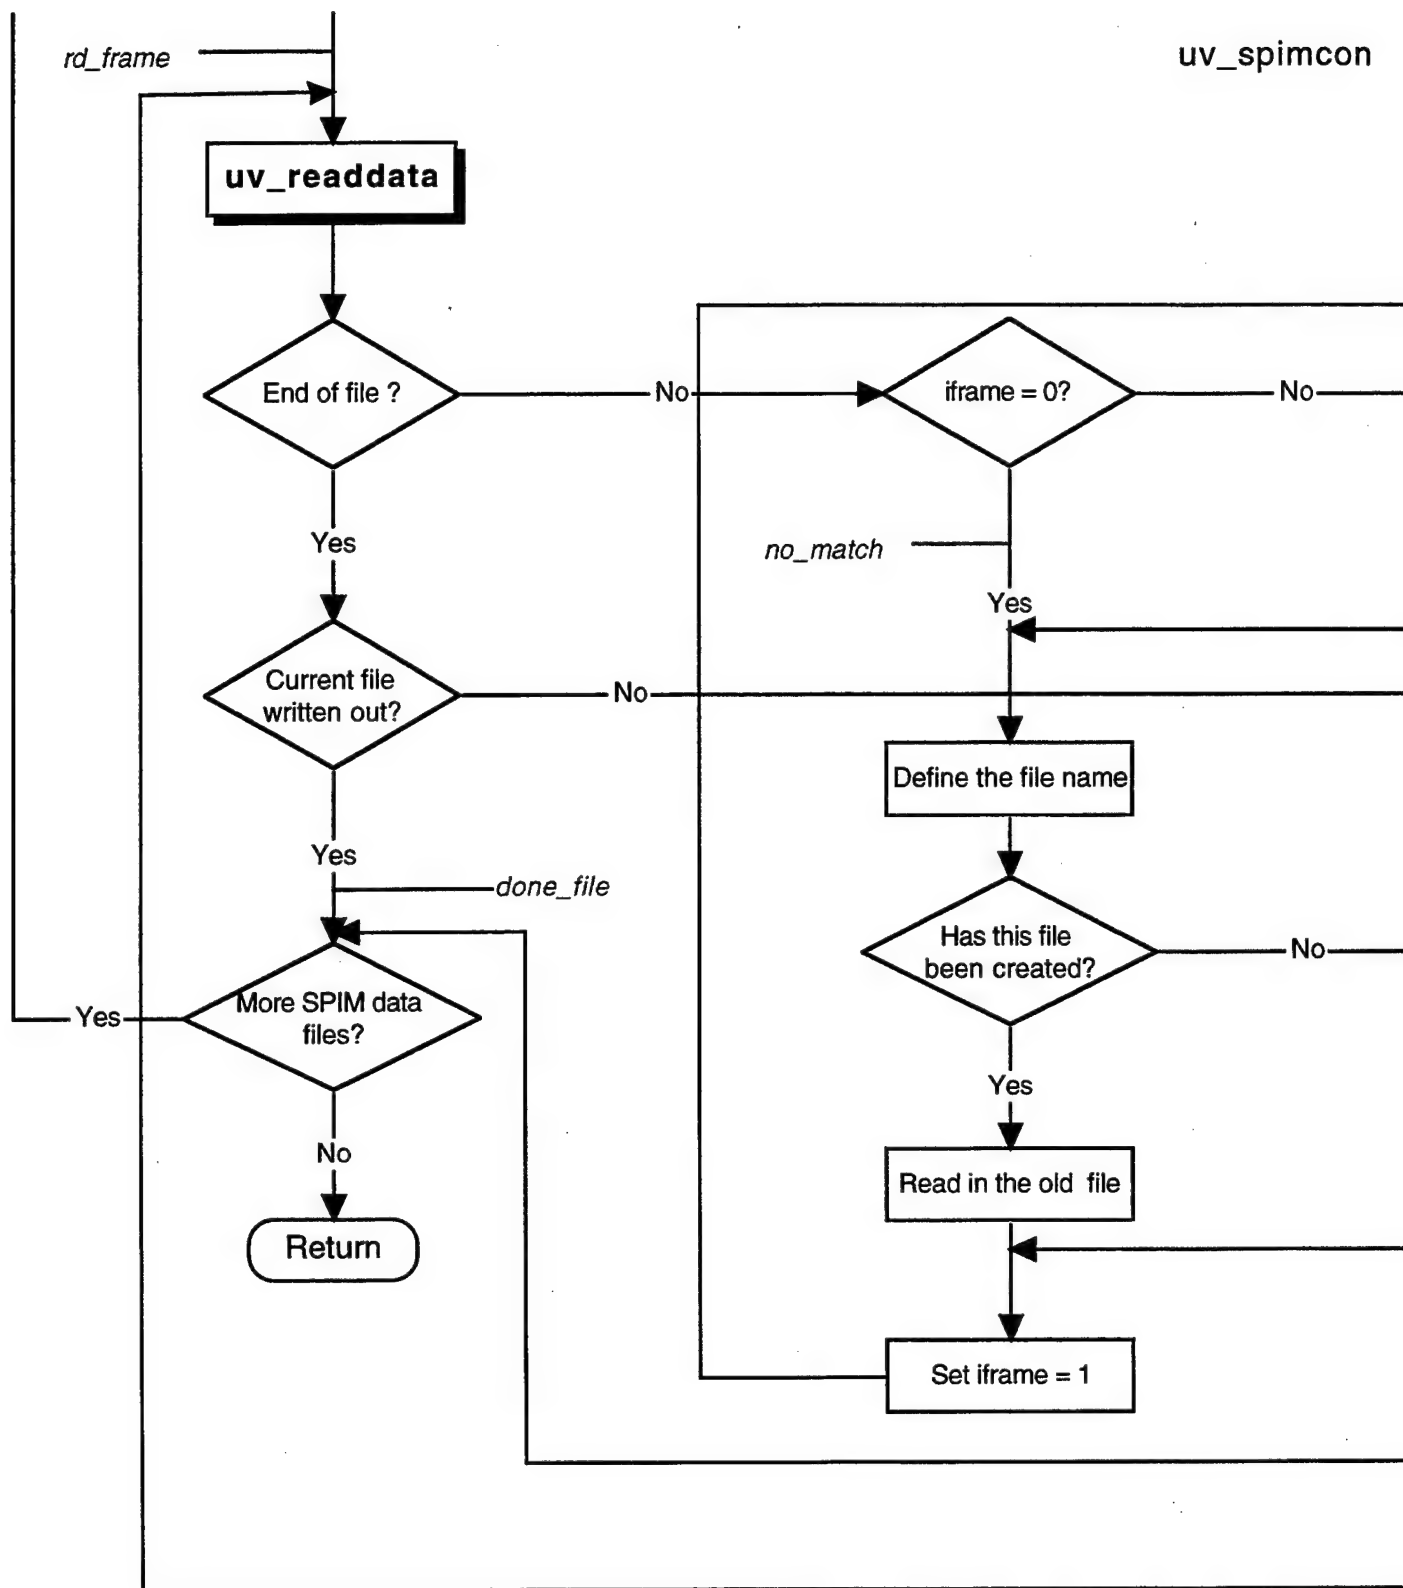 rd_frame
uv_spimcon
uv_readdata
End of file ?
No
iframe = 0?
No
Yes
no_match
Yes
Current file
written out?
No
Define the file name
Yes
done_file
Has this file
been created?
No
More SPIM data
files?
Yes
Yes
No
Read in the old file
Return
Set iframe = 1